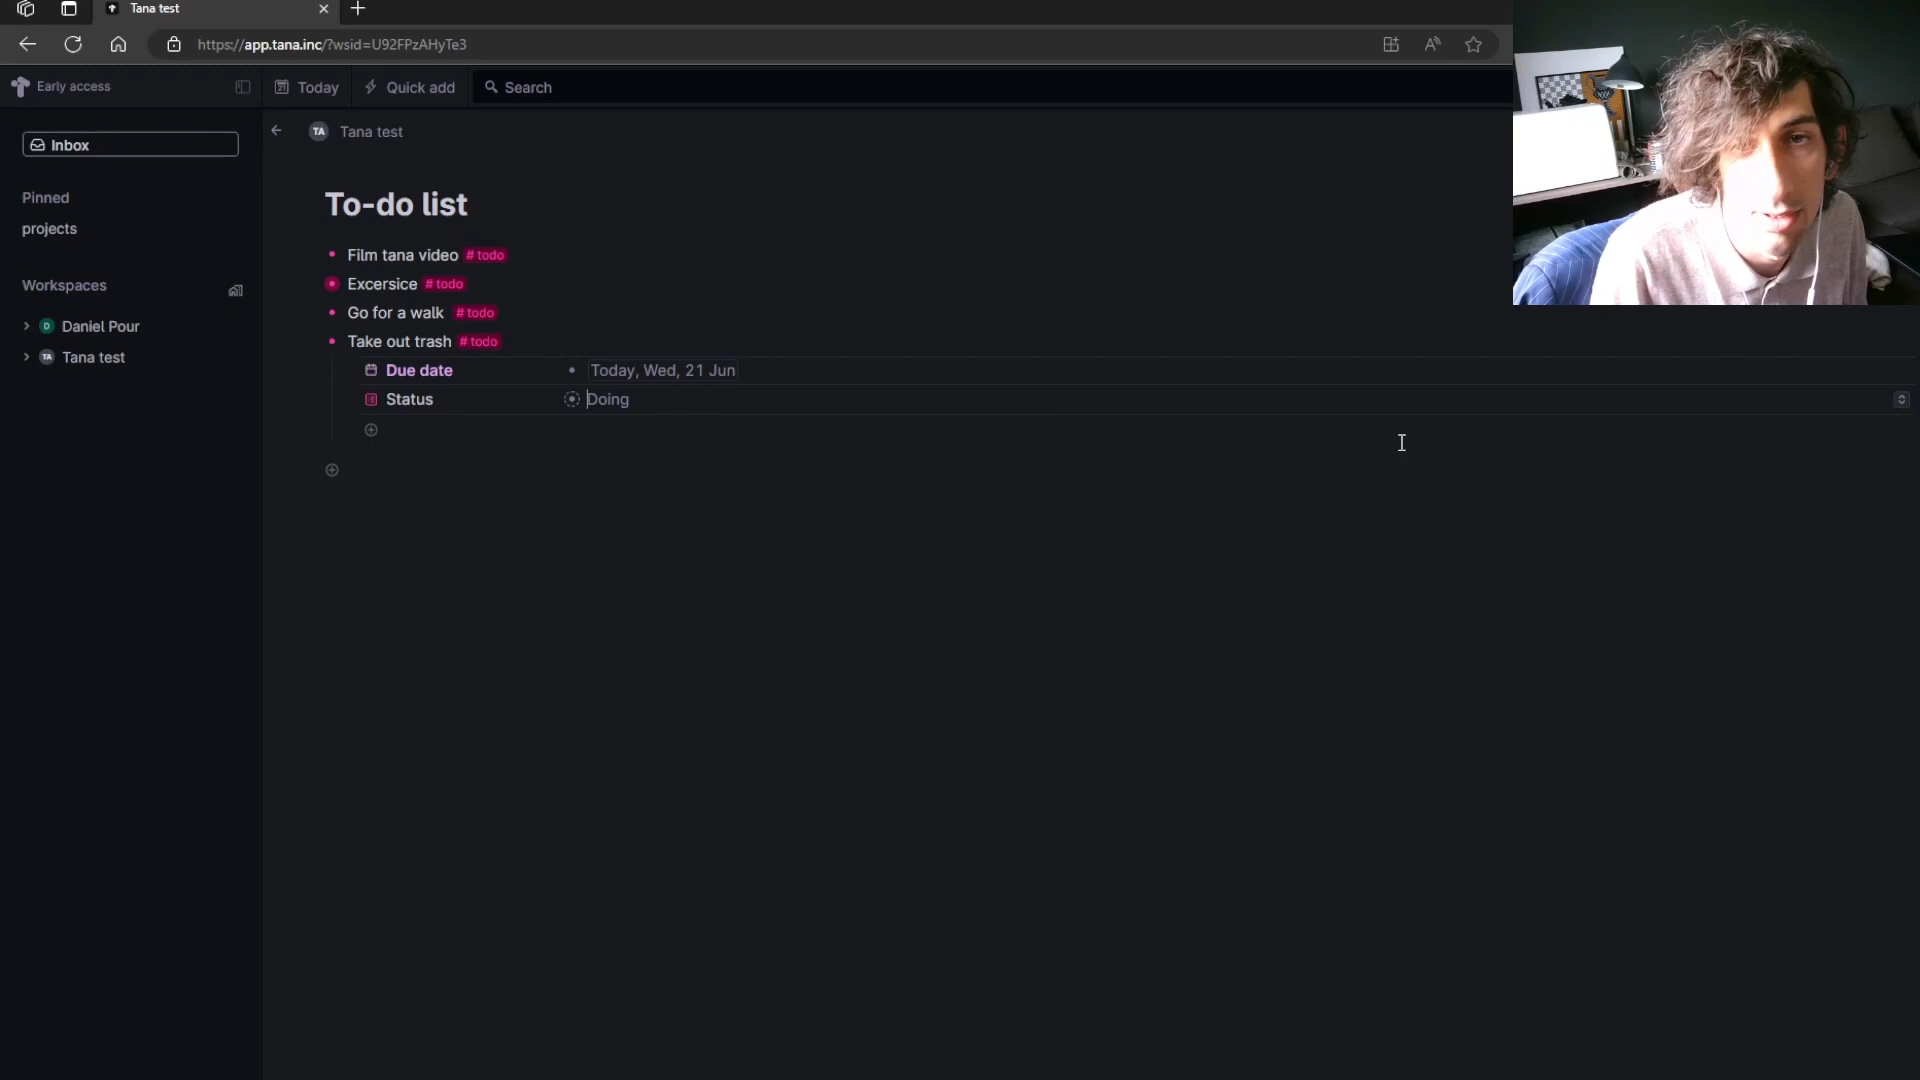 Tana test
https://app.tana.inc/?wsid=U92FPzAHyTe3
Early access
Today
Quick add
Search
Inbox
TA Tana test
Pinned
projects
To-do list
Film tana video # todo
Excersice # todo
Go for a walk # todo
Take out trash # todo
Due date Today, Wed, 21 Jun
Status Doing
Workspaces
D Daniel Pour
TA Tana test